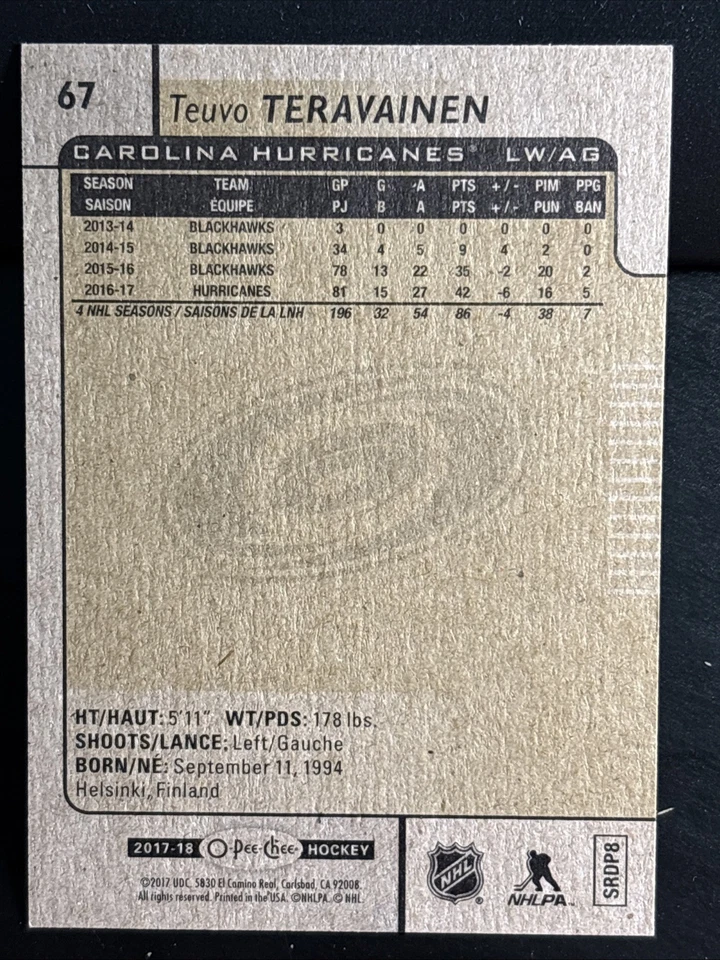 67
Teuvo TERAVAINEN
CAROLINA HURRICANES® LW/AG
SEASON TEAM GP G A PTS +/- PIM PPG
SAISON ÉQUIPE PJ B A PTS +/- PUN BAN
2013-14 BLACKHAWKS 3 0 0 0 0 0 0
2014-15 BLACKHAWKS 34 4 5 9 4 2 0
2015-16 BLACKHAWKS 78 13 22 35 -2 20 2
2016-17 HURRICANES 81 15 27 42 -6 16 5
4 NHL SEASONS / SAISONS DE LA LNH 196 32 54 86 -4 38 7
HT/HAUT: 5'11" WT/PDS: 178 lbs.
SHOOTS/LANCE: Left/Gauche
BORN/NÉ: September 11, 1994
Helsinki, Finland
2017-18 O-Pee-Chee HOCKEY
©2017 UDC. 5830 El Camino Real, Carlsbad, CA 92008.
All rights reserved. Printed in the USA. ©NHLPA. © NHL
NHL®
NHLPA™
SRDP8